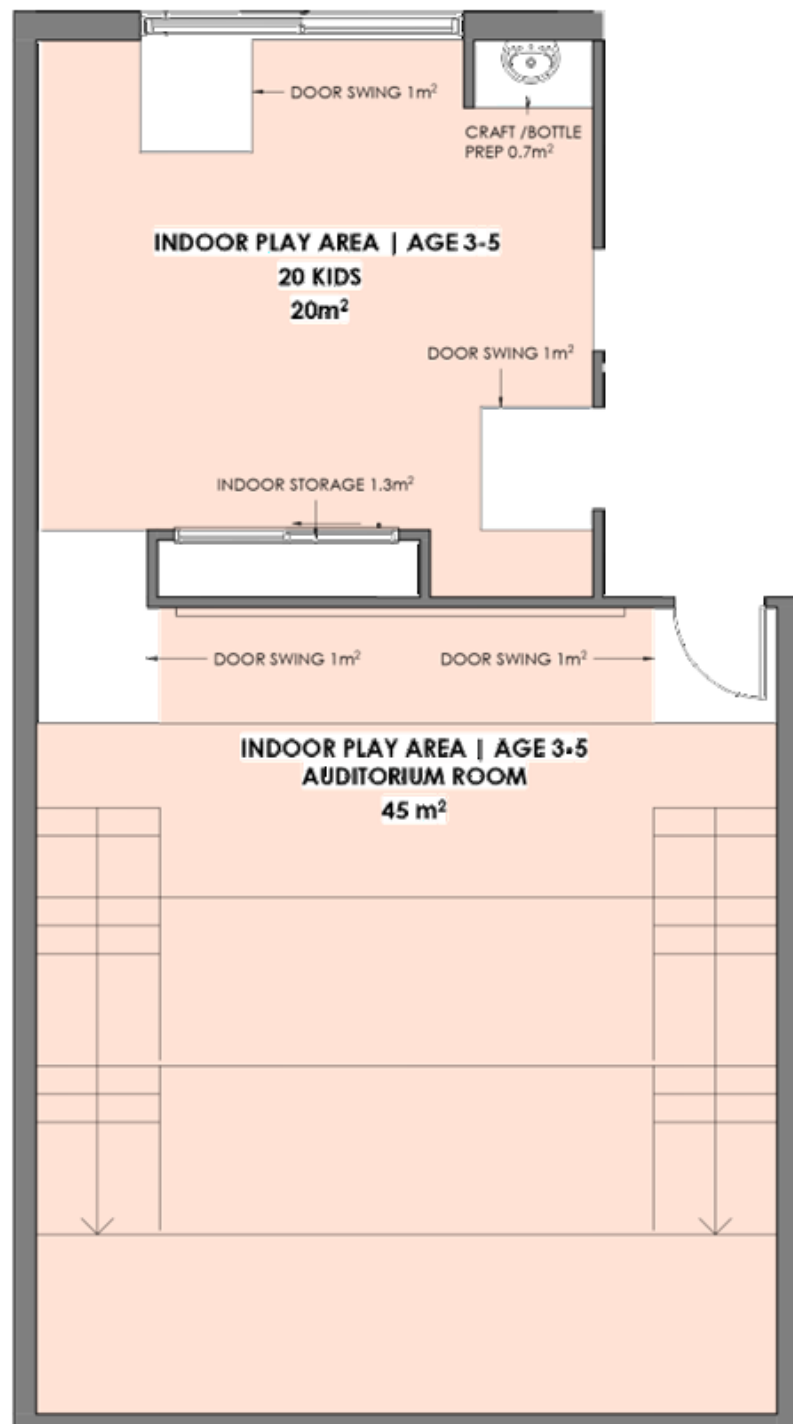 DOOR SWING 1m²
CRAFT /BOTTLE
PREP 0.7m²
INDOOR PLAY AREA | AGE 3-5
20 KIDS
20m²
DOOR SWING 1m²
INDOOR STORAGE 1.3m²
DOOR SWING 1m²
DOOR SWING 1m²
INDOOR PLAY AREA | AGE 3-5
AUDITORIUM ROOM
45 m²